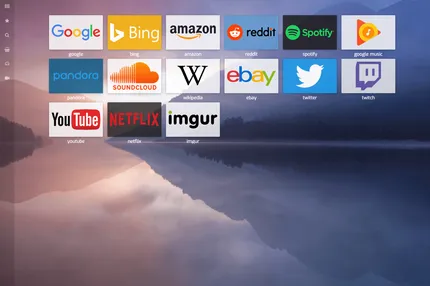 Google
Bing
amazon
reddit
Spotify
google
bing
amazon
reddit
spotify
google music
pandora
SOUNDCLOUD
W
ebay
pandora
soundcloud
wikipedia
ebay
twitter
twitch
YouTube
NETFLIX
imgur
youtube
netflix
imgur